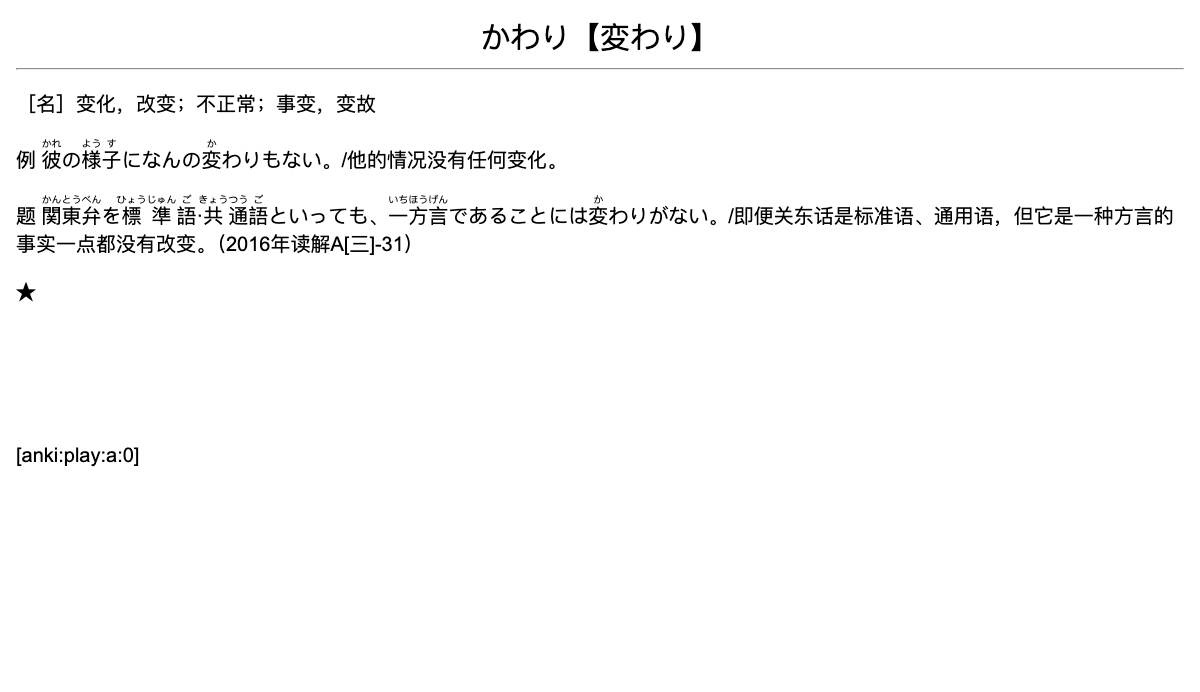 かわり【変わり】
［名］变化，改变；不正常；事变，变故
かれ よう す か
例 彼の様子になんの変わりもない。/他的情况没有任何变化。
かんとうべん ひょうじゅん ご きょうつう ご いちほうげん か
题 関東弁を標準語·共通語といっても、一方言であることには変わりがない。/即便关东话是标准语、通用语，但它是一种方言的
事实一点都没有改变。（2016年读解A[三]-31）
★
[anki:play:a:0]